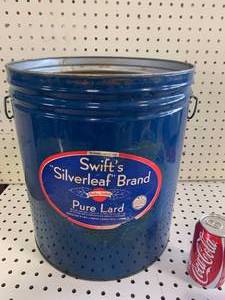 Swift's
"Silverleaf" Brand
Pure Lard
Coca-Cola